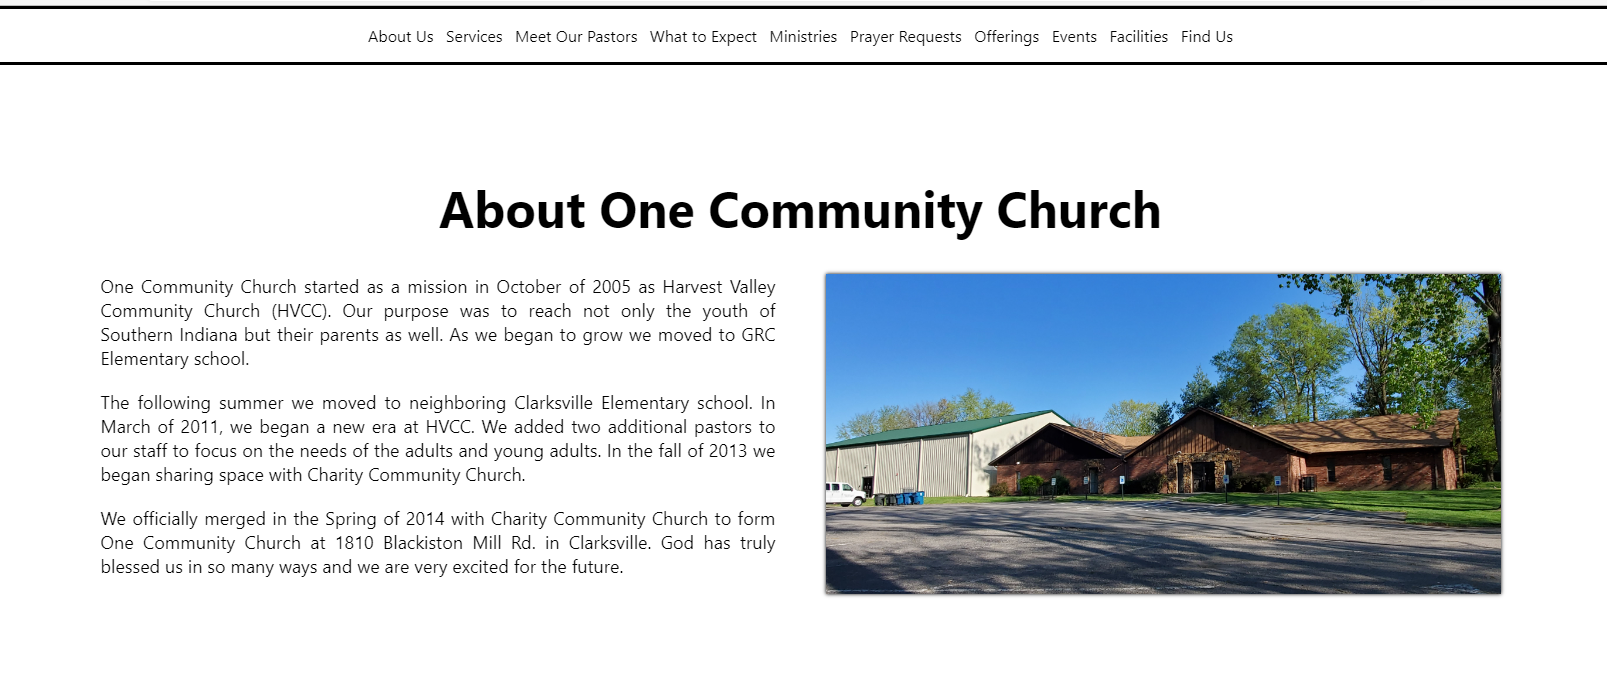 About Us Services Meet Our Pastors What to Expect Ministries Prayer Requests Offerings Events Facilities Find Us
About One Community Church
One Community Church started as a mission in October of 2005 as Harvest Valley
Community Church (HVCC). Our purpose was to reach not only the youth of
Southern Indiana but their parents as well. As we began to grow we moved to GRC
Elementary school.
The following summer we moved to neighboring Clarksville Elementary school. In
March of 2011, we began a new era at HVCC. We added two additional pastors to
our staff to focus on the needs of the adults and young adults. In the fall of 2013 we
began sharing space with Charity Community Church.
We officially merged in the Spring of 2014 with Charity Community Church to form
One Community Church at 1810 Blackiston Mill Rd. in Clarksville. God has truly
blessed us in so many ways and we are very excited for the future.